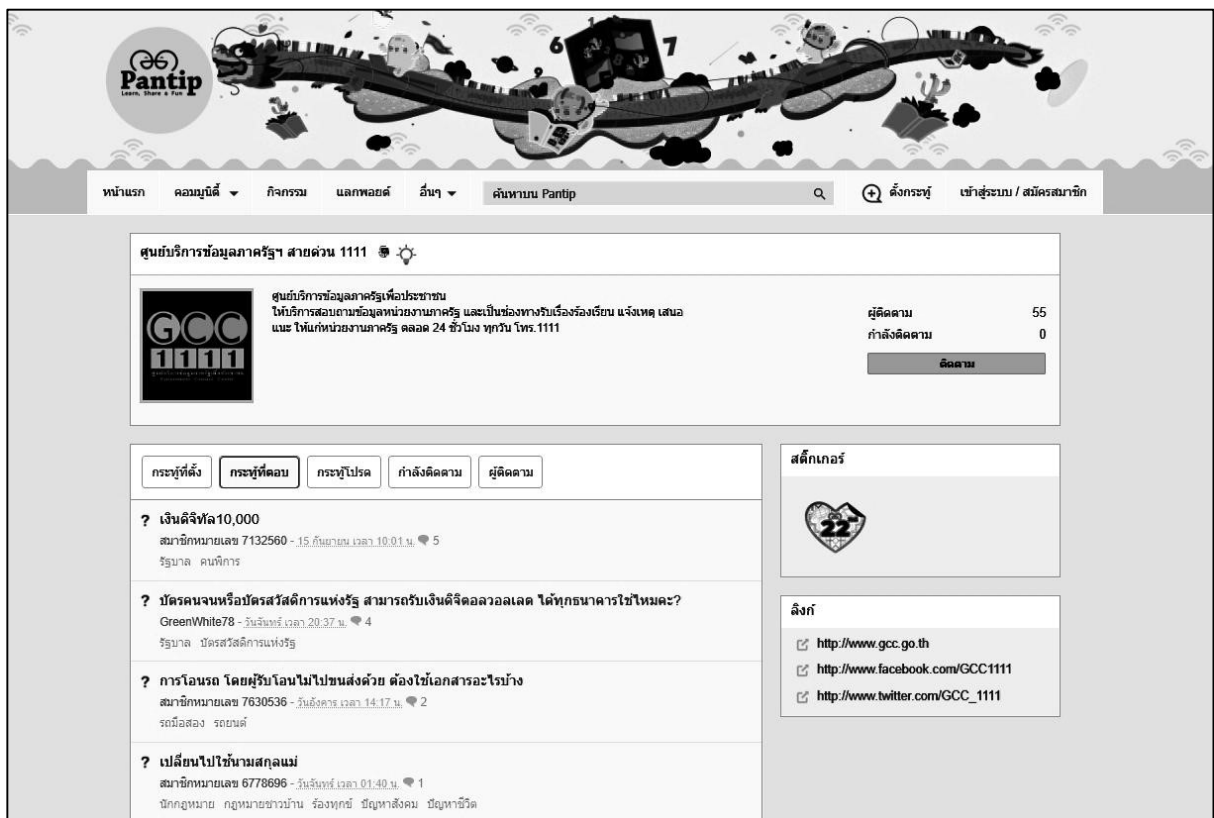 Pantip
Learn, Share & Fun
6
7
9
หน้าแรก คอมมูนิตี้ กิจกรรม แลกพอยต์ อื่นๆ ค้นหาบน Pantip ตั้งกระทู้ เข้าสู่ระบบ / สมัครสมาชิก
ศูนย์บริการข้อมูลภาครัฐฯ สายด่วน 1111
ศูนย์บริการข้อมูลภาครัฐเพื่อประชาชน
ให้บริการสอบถามข้อมูลหน่วยงานภาครัฐ และเป็นช่องทางรับเรื่องร้องเรียน แจ้งเหตุ เสนอ
แนะ ให้แก่หน่วยงานภาครัฐ ตลอด 24 ชั่วโมง ทุกวัน โทร.1111
GCC
1111
ผู้ติดตาม 55
กำลังติดตาม 0
ติดตาม
กระทู้ที่ตั้ง กระทู้ที่ตอบ กระทู้โปรด กำลังติดตาม ผู้ติดตาม
? เงินดิจิทัล10,000
สมาชิกหมายเลข 7132560 - 15 กันยายน เวลา 10:01 น. 5
รัฐบาล คนพิการ
? บัตรคนจนหรือบัตรสวัสดิการแห่งรัฐ สามารถรับเงินดิจิตอลวอลเลต ได้ทุกธนาคารใช่ไหมคะ?
GreenWhite78 - วันจันทร์ เวลา 20:37 น. 4
รัฐบาล บัตรสวัสดิการแห่งรัฐ
? การโอนรถ โดยผู้รับโอนไม่ไปขนส่งด้วย ต้องใช้เอกสารอะไรบ้าง
สมาชิกหมายเลข 7630536 - วันอังคาร เวลา 14:17 น. 2
รถมือสอง รถยนต์
? เปลี่ยนไปใช้นามสกุลแม่
สมาชิกหมายเลข 6778696 - วันจันทร์ เวลา 01:40 น. 1
นักกฎหมาย กฎหมายชาวบ้าน ร้องทุกข์ ปัญหาสังคม ปัญหาชีวิต
สติ๊กเกอร์
22
ลิงก์
http://www.gcc.go.th
http://www.facebook.com/GCC1111
http://www.twitter.com/GCC_1111